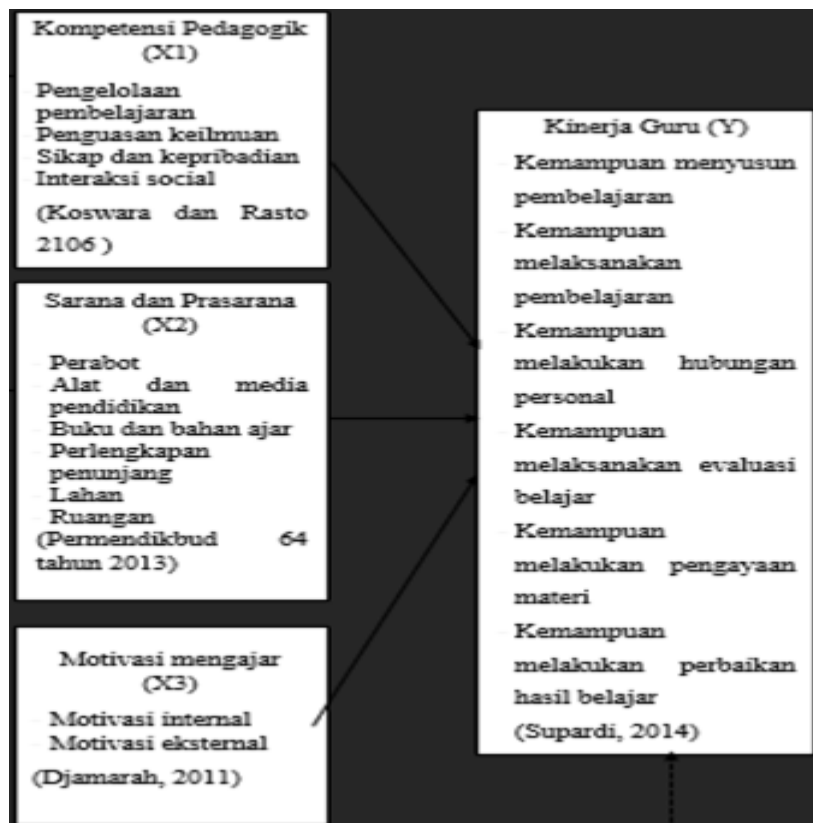 Kompetensi Pedagogik
(X1)
Pengelolaan
pembelajaran
Penguasan keilmuan
Sikap dan kepribadian
Interaksi social
(Koswara dan Rasto
2106 )
Sarana dan Prasarana
(X2)
Perabot
Alat dan media
pendidikan
Buku dan bahan ajar
Perlengkapan
penunjang
Lahan
Ruangan
(Permendikbud 64
tahun 2013)
Motivasi mengajar
(X3)
Motivasi internal
Motivasi eksternal
(Djamarah, 2011)
Kinerja Guru (Y)
Kemampuan menyusun
pembelajaran
Kemampuan
melaksanakan
pembelajaran
Kemampuan
melakukan hubungan
personal
Kemampuan
melaksanakan evaluasi
belajar
Kemampuan
melakukan pengayaan
materi
Kemampuan
melakukan perbaikan
hasil belajar
(Supardi, 2014)